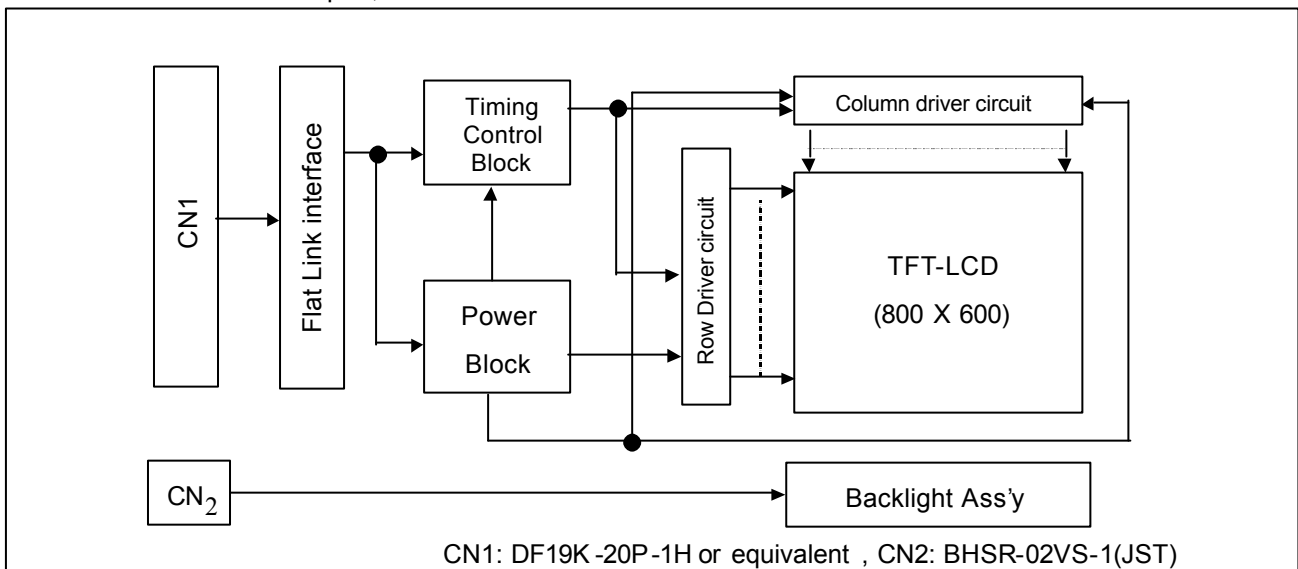 CN1
Flat Link interface
Timing
Control
Block
Power
Block
Row Driver circuit
Column driver circuit
TFT-LCD
(800 X 600)
CN2
Backlight Ass'y
CN1: DF19K -20P-1H or equivalent , CN2: BHSR-02VS-1(JST)